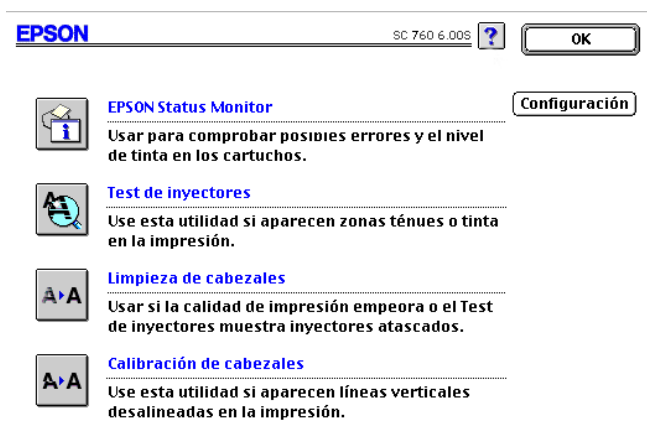 EPSON
SC 760 6.00S
?
OK
EPSON Status Monitor
Configuración
Usar para comprobar posibles errores y el nivel
de tinta en los cartuchos.
Test de inyectores
Use esta utilidad si aparecen zonas ténues o tinta
en la impresión.
Limpieza de cabezales
Usar si la calidad de impresión empeora o el Test
de inyectores muestra inyectores atascados.
Calibración de cabezales
Use esta utilidad si aparecen líneas verticales
desalineadas en la impresión.